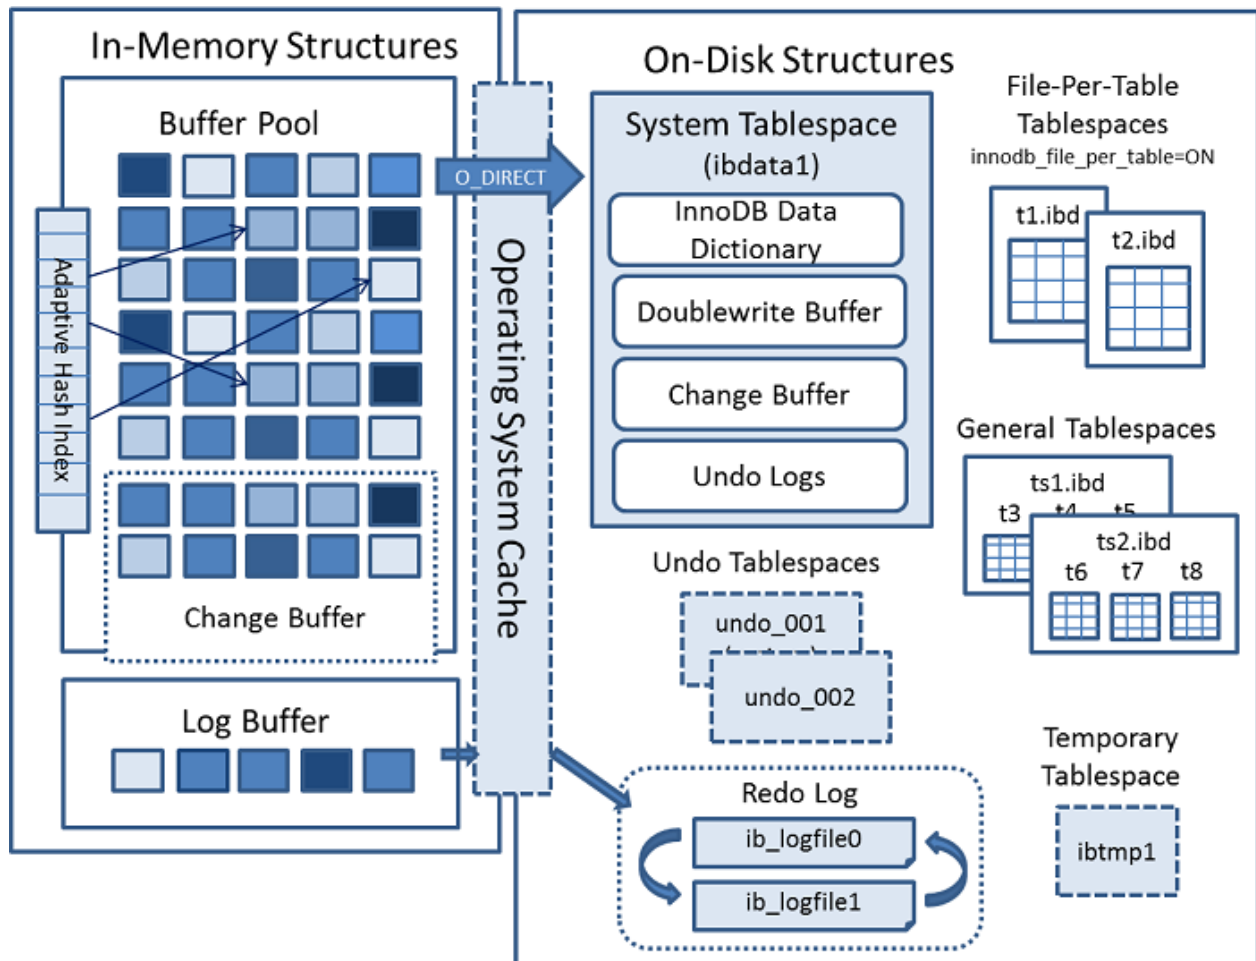 In-Memory Structures
Buffer Pool
Adaptive Hash Index
Change Buffer
Log Buffer
O_DIRECT
Operating System Cache
On-Disk Structures
System Tablespace
(ibdata1)
InnoDB Data
Dictionary
Doublewrite Buffer
Change Buffer
Undo Logs
Undo Tablespaces
undo_001
undo_002
Redo Log
ib_logfile0
ib_logfile1
File-Per-Table
Tablespaces
innodb_file_per_table=ON
t1.ibd
t2.ibd
General Tablespaces
ts1.ibd
t3 t4 t5
ts2.ibd
t6 t7 t8
Temporary
Tablespace
ibtmp1